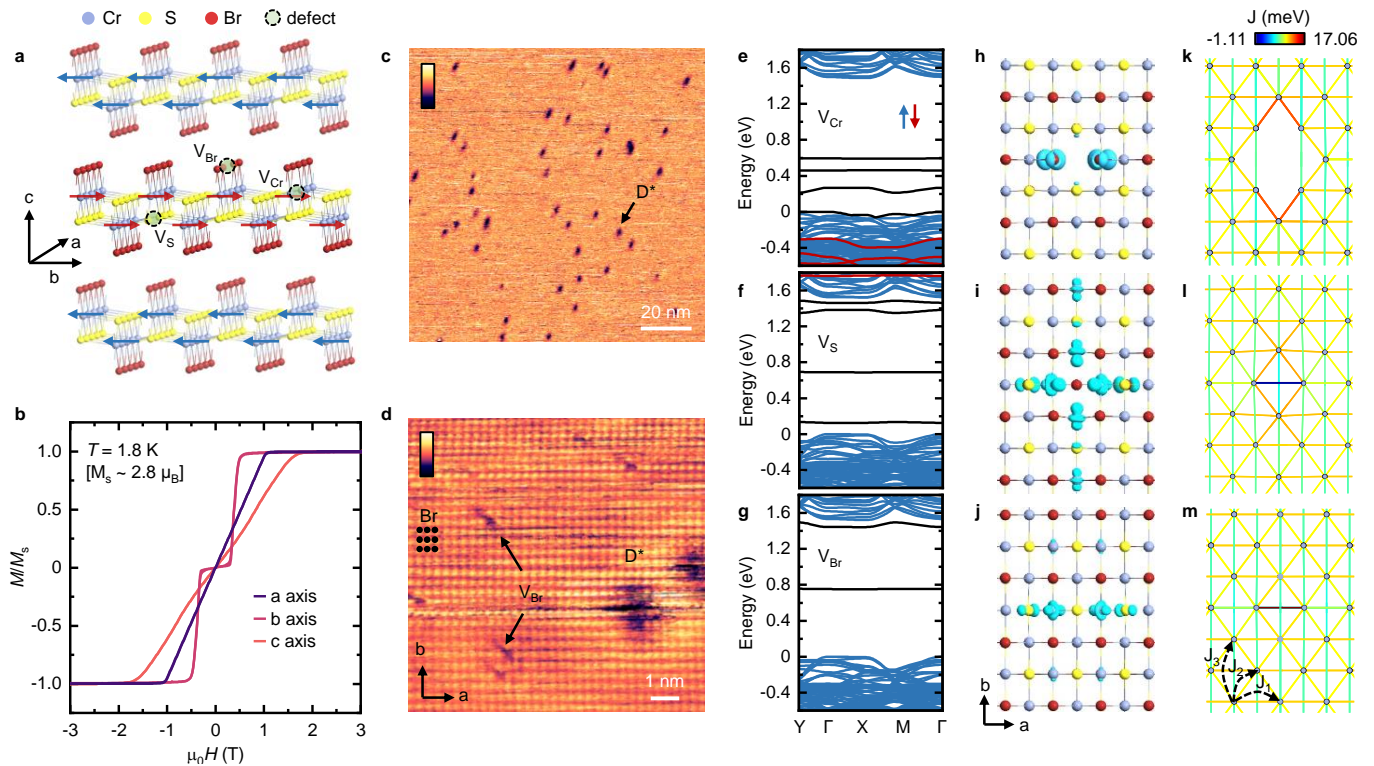 Cr S Br defect
a
V_Br
V_Cr
V_S
c
a
b
b
M/M_s
T = 1.8 K
[M_s ~ 2.8 μ_B]
1.0
0.5
0
-0.5
-1.0
a axis
b axis
c axis
-3 -2 -1 0 1 2 3
μ₀H (T)
c
D*
20 nm
d
Br
D*
V_Br
b
a
1 nm
e
Energy (eV)
1.6
1.2
0.8
0.4
0
-0.4
V_Cr
f
Energy (eV)
1.6
1.2
0.8
0.4
0
-0.4
V_S
g
Energy (eV)
1.6
1.2
0.8
0.4
0
-0.4
V_Br
Y Γ X M Γ
h
i
j
b
a
J (meV)
-1.11 17.06
k
l
m
J₃ J₂ J₁